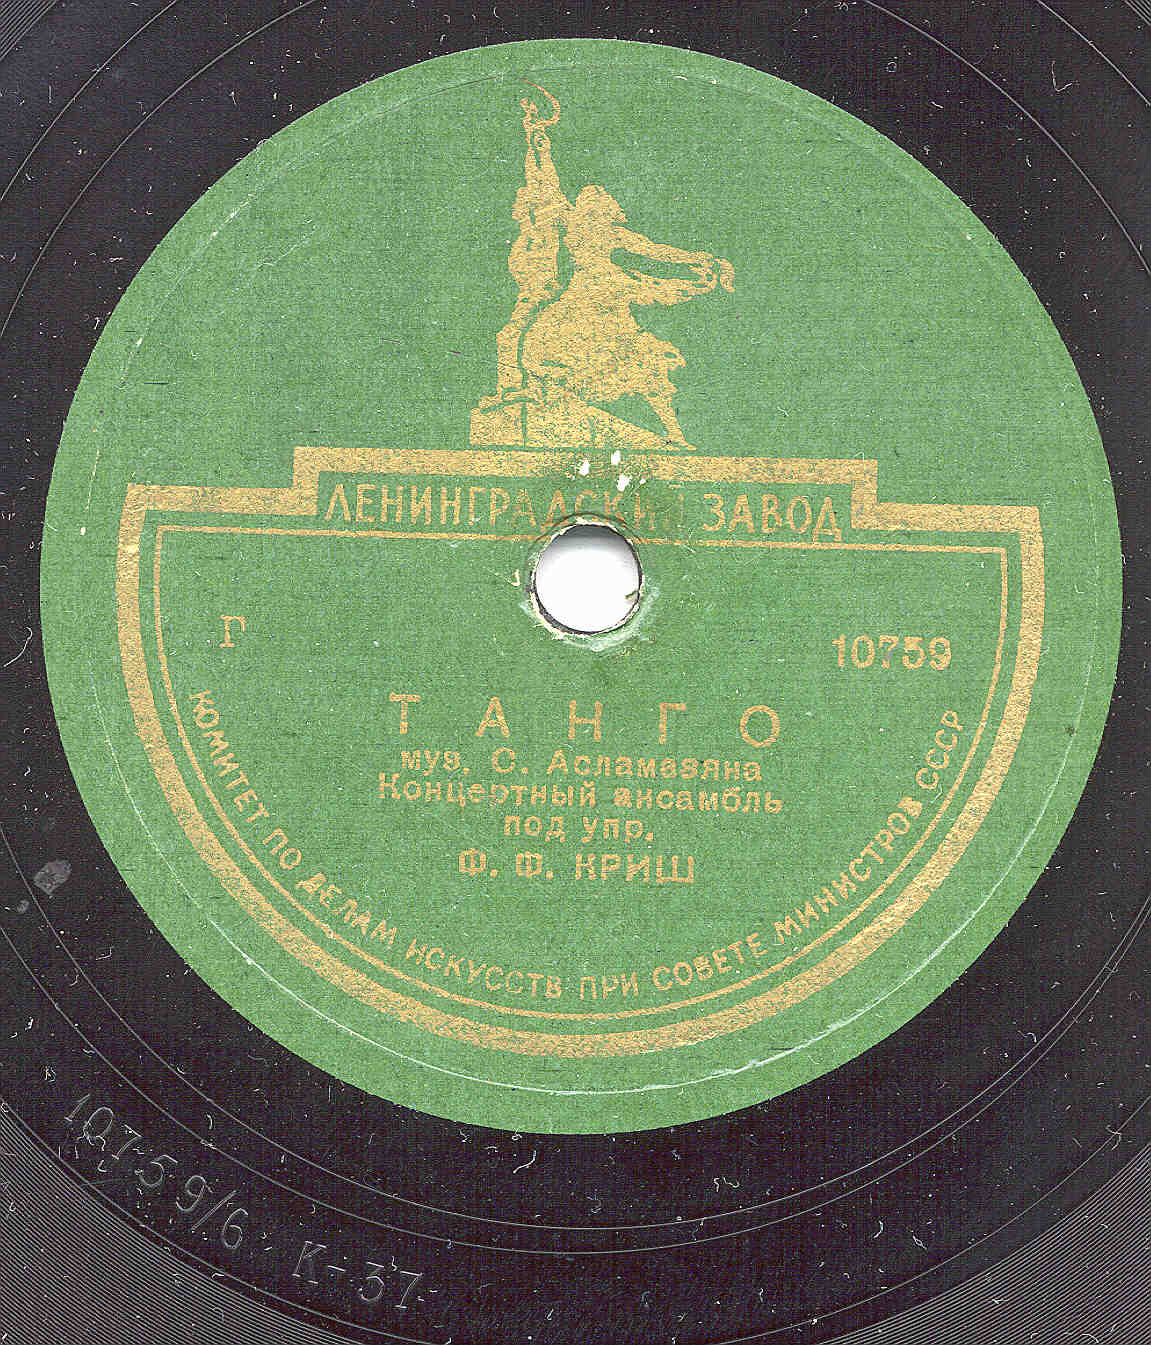 ЛЕНИНГРАДСКИЙ ЗАВОД
Г
10759
ТАНГО
муз. С. Асламазяна
Концертный ансамбль
под упр.
Ф. Ф. КРИШ
КОМИТЕТ ПО ДЕЛАМ ИСКУССТВ ПРИ СОВЕТЕ МИНИСТРОВ СССР
10759/6 К-37